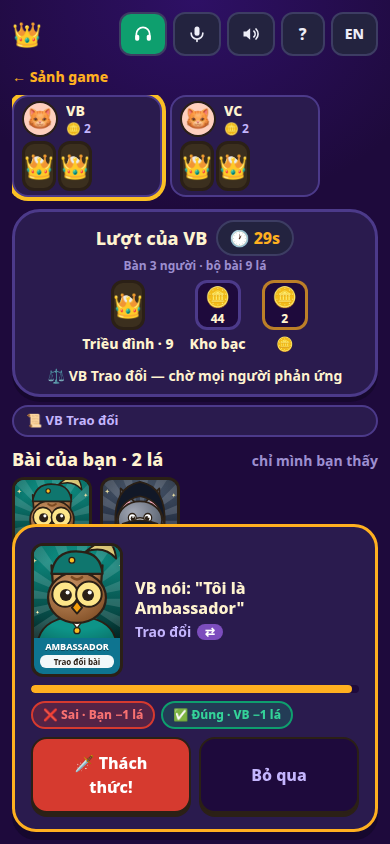 ?
EN
← Sảnh game
VB
2
VC
2
Lượt của VB
29s
Bàn 3 người · bộ bài 9 lá
44
2
Triều đình · 9
Kho bạc
VB Trao đổi — chờ mọi người phản ứng
VB Trao đổi
Bài của bạn · 2 lá
chỉ mình bạn thấy
VB nói: "Tôi là
Ambassador"
Trao đổi ⇄
AMBASSADOR
Trao đổi bài
❌ Sai · Bạn −1 lá
✅ Đúng · VB −1 lá
🗡️ Thách
thức!
Bỏ qua